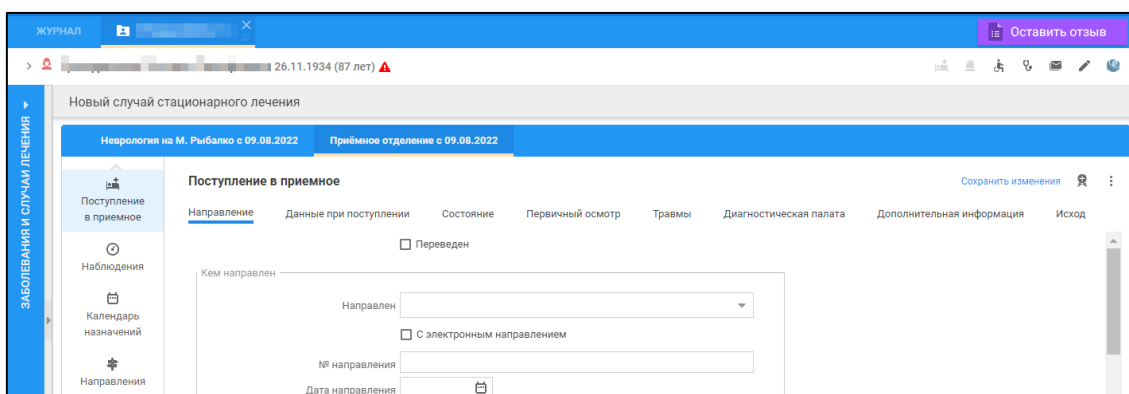 ЖУРНАЛ
Оставить отзыв
26.11.1934 (87 лет)
Новый случай стационарного лечения
ЗАБОЛЕВАНИЯ И СЛУЧАИ ЛЕЧЕНИЯ
Неврология на М. Рыбалко с 09.08.2022 Приёмное отделение с 09.08.2022
Поступление в приемное
Поступление в приемное Сохранить изменения
Направление Данные при поступлении Состояние Первичный осмотр Травмы Диагностическая палата Дополнительная информация Исход
Переведен
Наблюдения
Кем направлен
Направлен
Календарь
назначений
С электронным направлением
№ направления
Направления
Дата направления